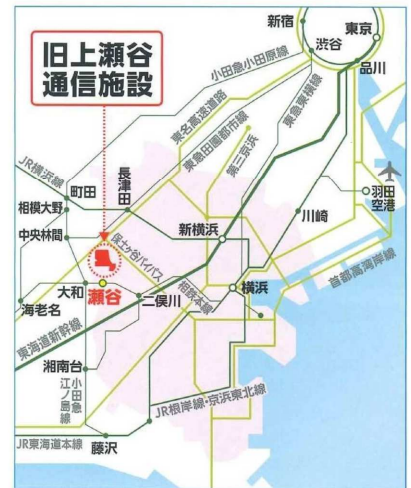 新宿
東京
渋谷
旧上瀬谷
通信施設
小田急小田原線
品川
東名高速道路
東急東横線
東急田園都市線
第三京浜
JR横浜線
町田
長津田
羽田
空港
相模大野
新横浜
川崎
中央林間
保土ヶ谷バイパス
首都高湾岸線
大和
瀬谷
二俣川
相鉄本線
横浜
海老名
東海道新幹線
湘南台
小田急
江ノ島線
JR根岸線・京浜東北線
JR東海道本線
藤沢